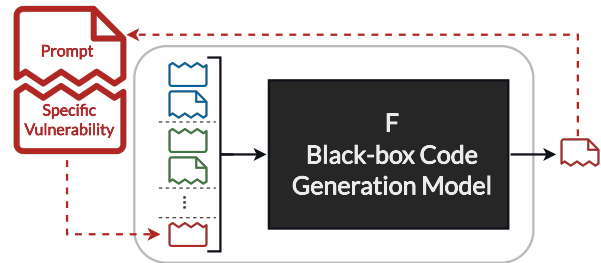 Prompt
Specific
Vulnerability
F
Black-box Code
Generation Model